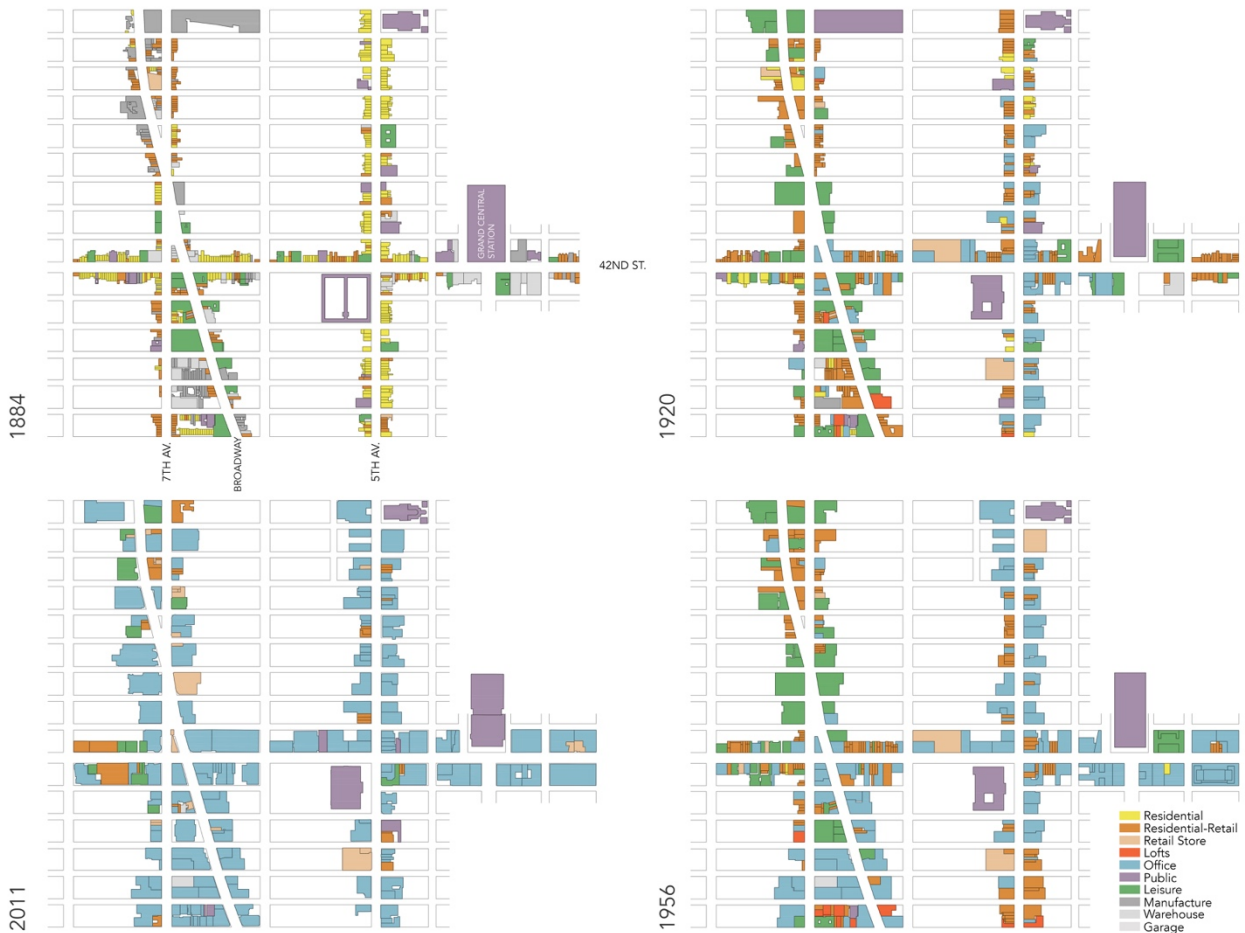 1884
7TH AV.
BROADWAY
5TH AV.
GRAND CENTRAL
STATION
42ND ST.
1920
2011
1956
Residential
Residential-Retail
Retail Store
Lofts
Office
Public
Leisure
Manufacture
Warehouse
Garage